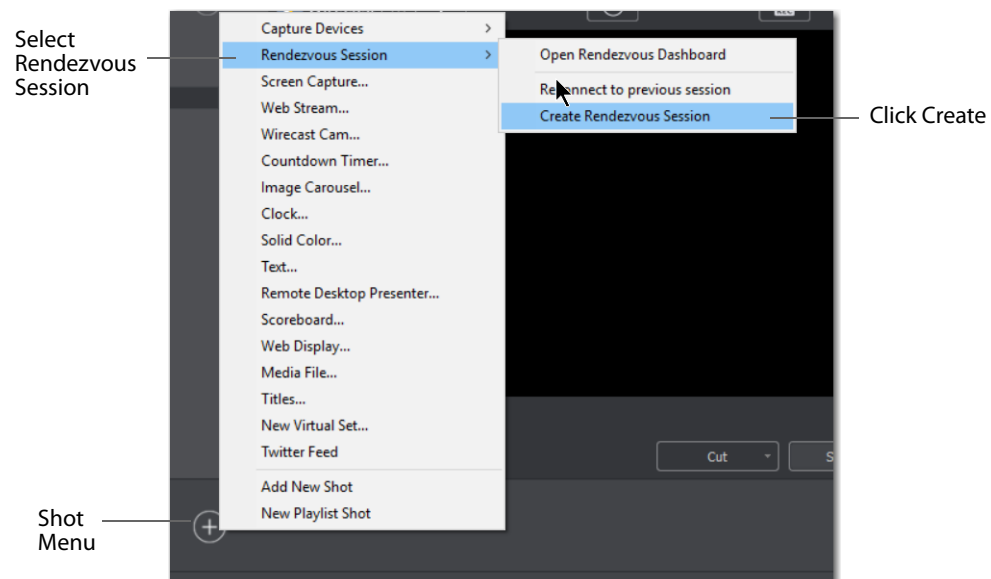 Select
Rendezvous
Session
Capture Devices
Rendezvous Session
Screen Capture...
Web Stream...
Wirecast Cam...
Countdown Timer...
Image Carousel...
Clock...
Solid Color...
Text...
Remote Desktop Presenter...
Scoreboard...
Web Display...
Media File...
Titles...
New Virtual Set...
Twitter Feed
Add New Shot
New Playlist Shot
Open Rendezvous Dashboard
Reconnect to previous session
Create Rendezvous Session
Click Create
Cut
S
Shot
Menu